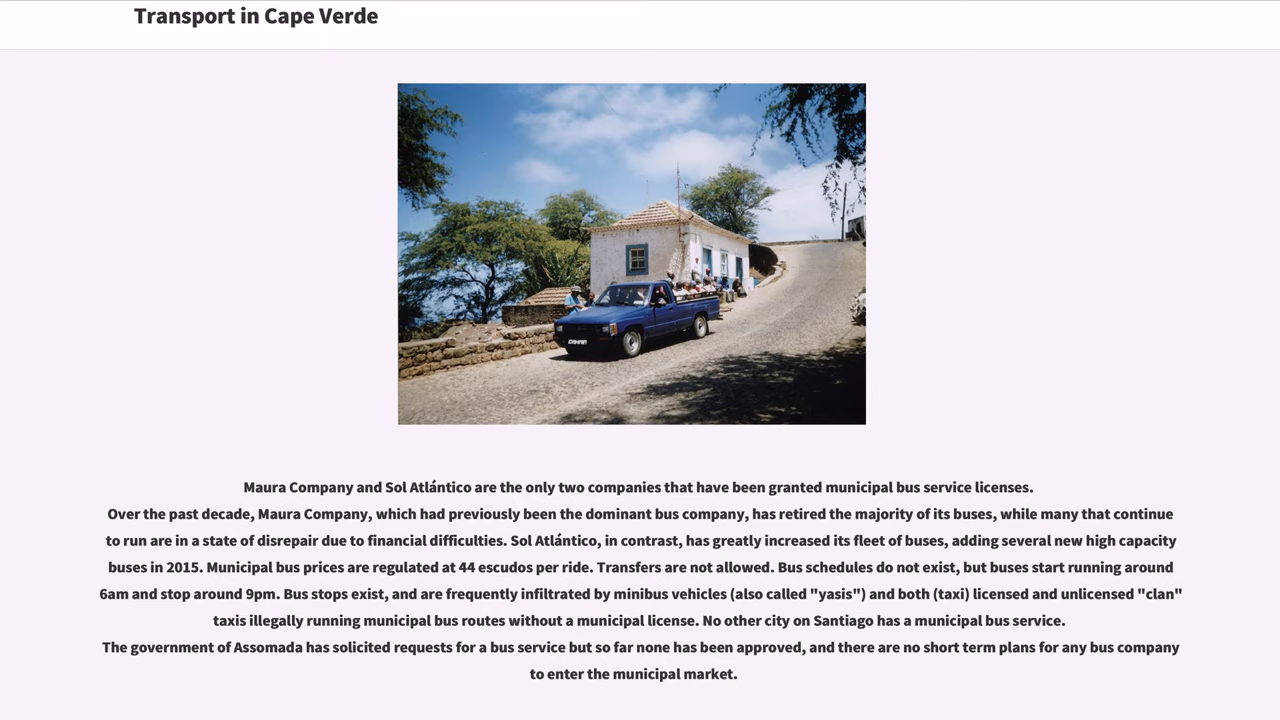 Transport in Cape Verde
Maura Company and Sol Atlántico are the only two companies that have been granted municipal bus service licenses.
Over the past decade, Maura Company, which had previously been the dominant bus company, has retired the majority of its buses, while many that continue
to run are in a state of disrepair due to financial difficulties. Sol Atlántico, in contrast, has greatly increased its fleet of buses, adding several new high capacity
buses in 2015. Municipal bus prices are regulated at 44 escudos per ride. Transfers are not allowed. Bus schedules do not exist, but buses start running around
6am and stop around 9pm. Bus stops exist, and are frequently infiltrated by minibus vehicles (also called "yasis") and both (taxi) licensed and unlicensed "clan"
taxis illegally running municipal bus routes without a municipal license. No other city on Santiago has a municipal bus service.
The government of Assomada has solicited requests for a bus service but so far none has been approved, and there are no short term plans for any bus company
to enter the municipal market.